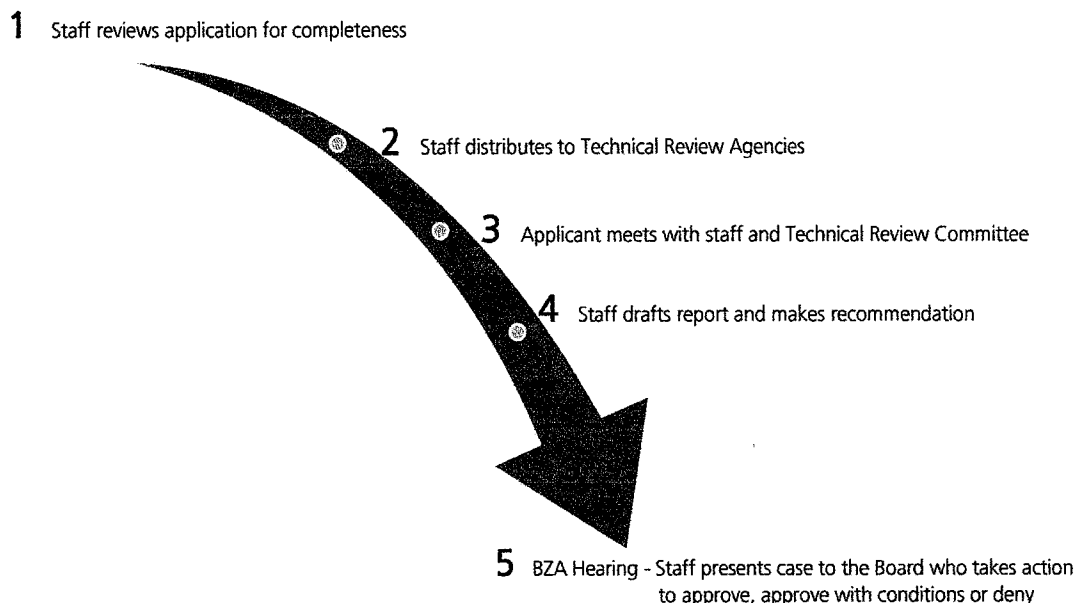 1 Staff reviews application for completeness
2 Staff distributes to Technical Review Agencies
3 Applicant meets with staff and Technical Review Committee
4 Staff drafts report and makes recommendation
5 BZA Hearing - Staff presents case to the Board who takes action
to approve, approve with conditions or deny